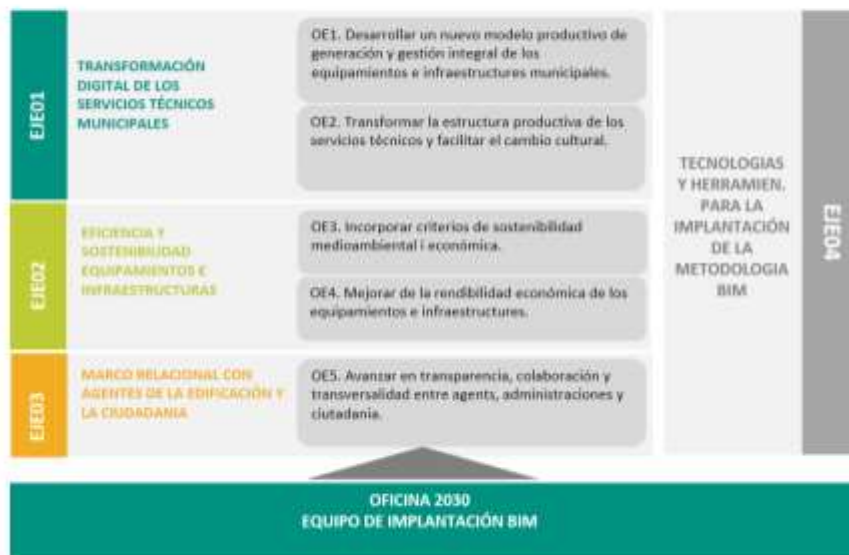 EJE01
TRANSFORMACIÓN
DIGITAL DE LOS
SERVICIOS TÉCNICOS
MUNICIPALES
OE1. Desarrollar un nuevo modelo productivo de
generación y gestión integral de los
equipamientos e infraestructures municipales.
OE2. Transformar la estructura productiva de los
servicios técnicos y facilitar el cambio cultural.
EJE02
EFICIENCIA Y
SOSTENIBILIDAD
EQUIPAMIENTOS E
INFRAESTRUCTURAS
OE3. Incorporar criterios de sostenibilidad
medioambiental i económica.
OE4. Mejorar de la rendibilidad económica de los
equipamientos e infraestructures.
EJE03
MARCO RELACIONAL CON
AGENTES DE LA EDIFICACIÓN Y
LA CIUDADANIA
OE5. Avanzar en transparencia, colaboración y
transversalidad entre agents, administraciones y
ciutadania.
TECNOLOGIAS
Y HERRAMIEN.
PARA LA
IMPLANTACIÓN
DE LA
METODOLOGIA
BIM
EJE04
OFICINA 2030
EQUIPO DE IMPLANTACIÓN BIM